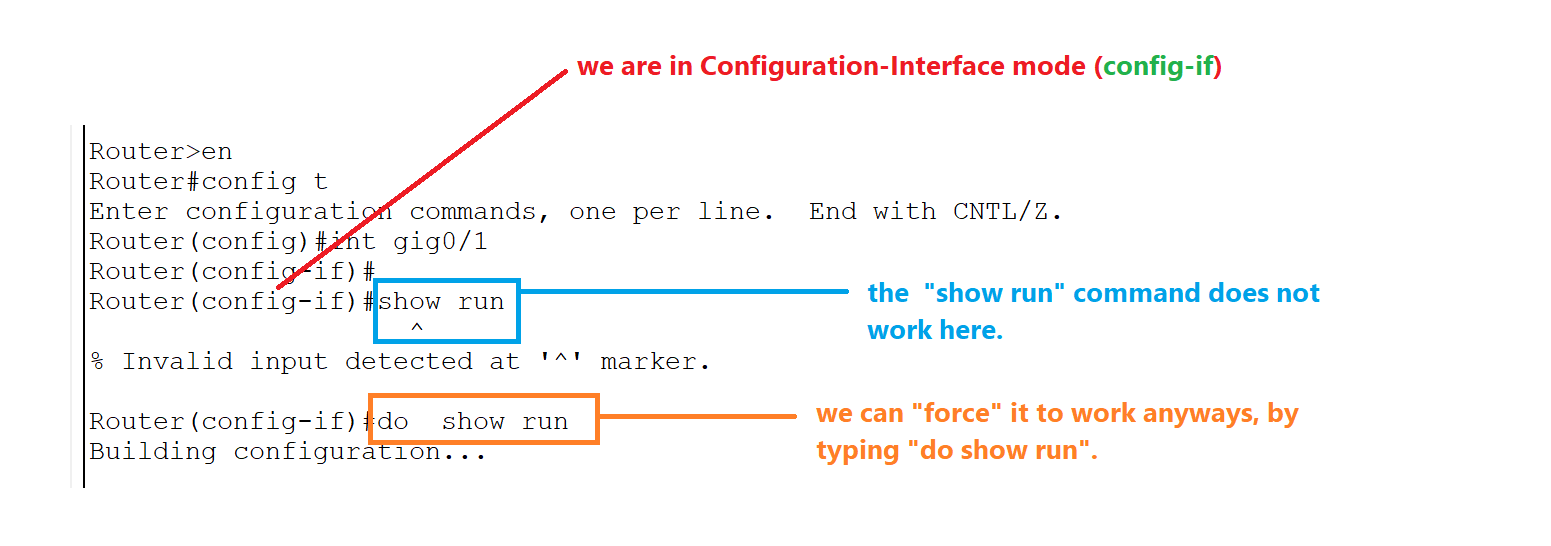 we are in Configuration-Interface mode (config-if)
Router>en
Router#config t
Enter configuration commands, one per line.  End with CNTL/Z.
Router(config)#int gig0/1
Router(config-if)#
Router(config-if)#show run
^
% Invalid input detected at '^' marker.
the  "show run" command does not
work here.
Router(config-if)#do  show run
Building configuration...
we can "force" it to work anyways, by
typing "do show run".